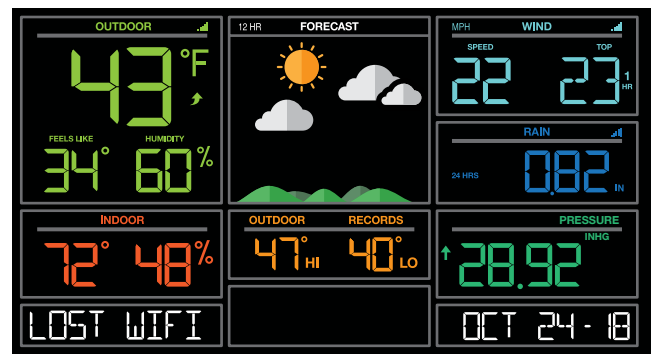 OUTDOOR
43°F
FEELS LIKE HUMIDITY
34° 60%
12 HR FORECAST
MPH WIND
SPEED TOP
22 23 1 HR
RAIN
24 HRS 0.82 IN
INDOOR
72° 48%
OUTDOOR RECORDS
47° HI 40° LO
PRESSURE
INHG
28.92
LOST WIFI
OCT 24-18